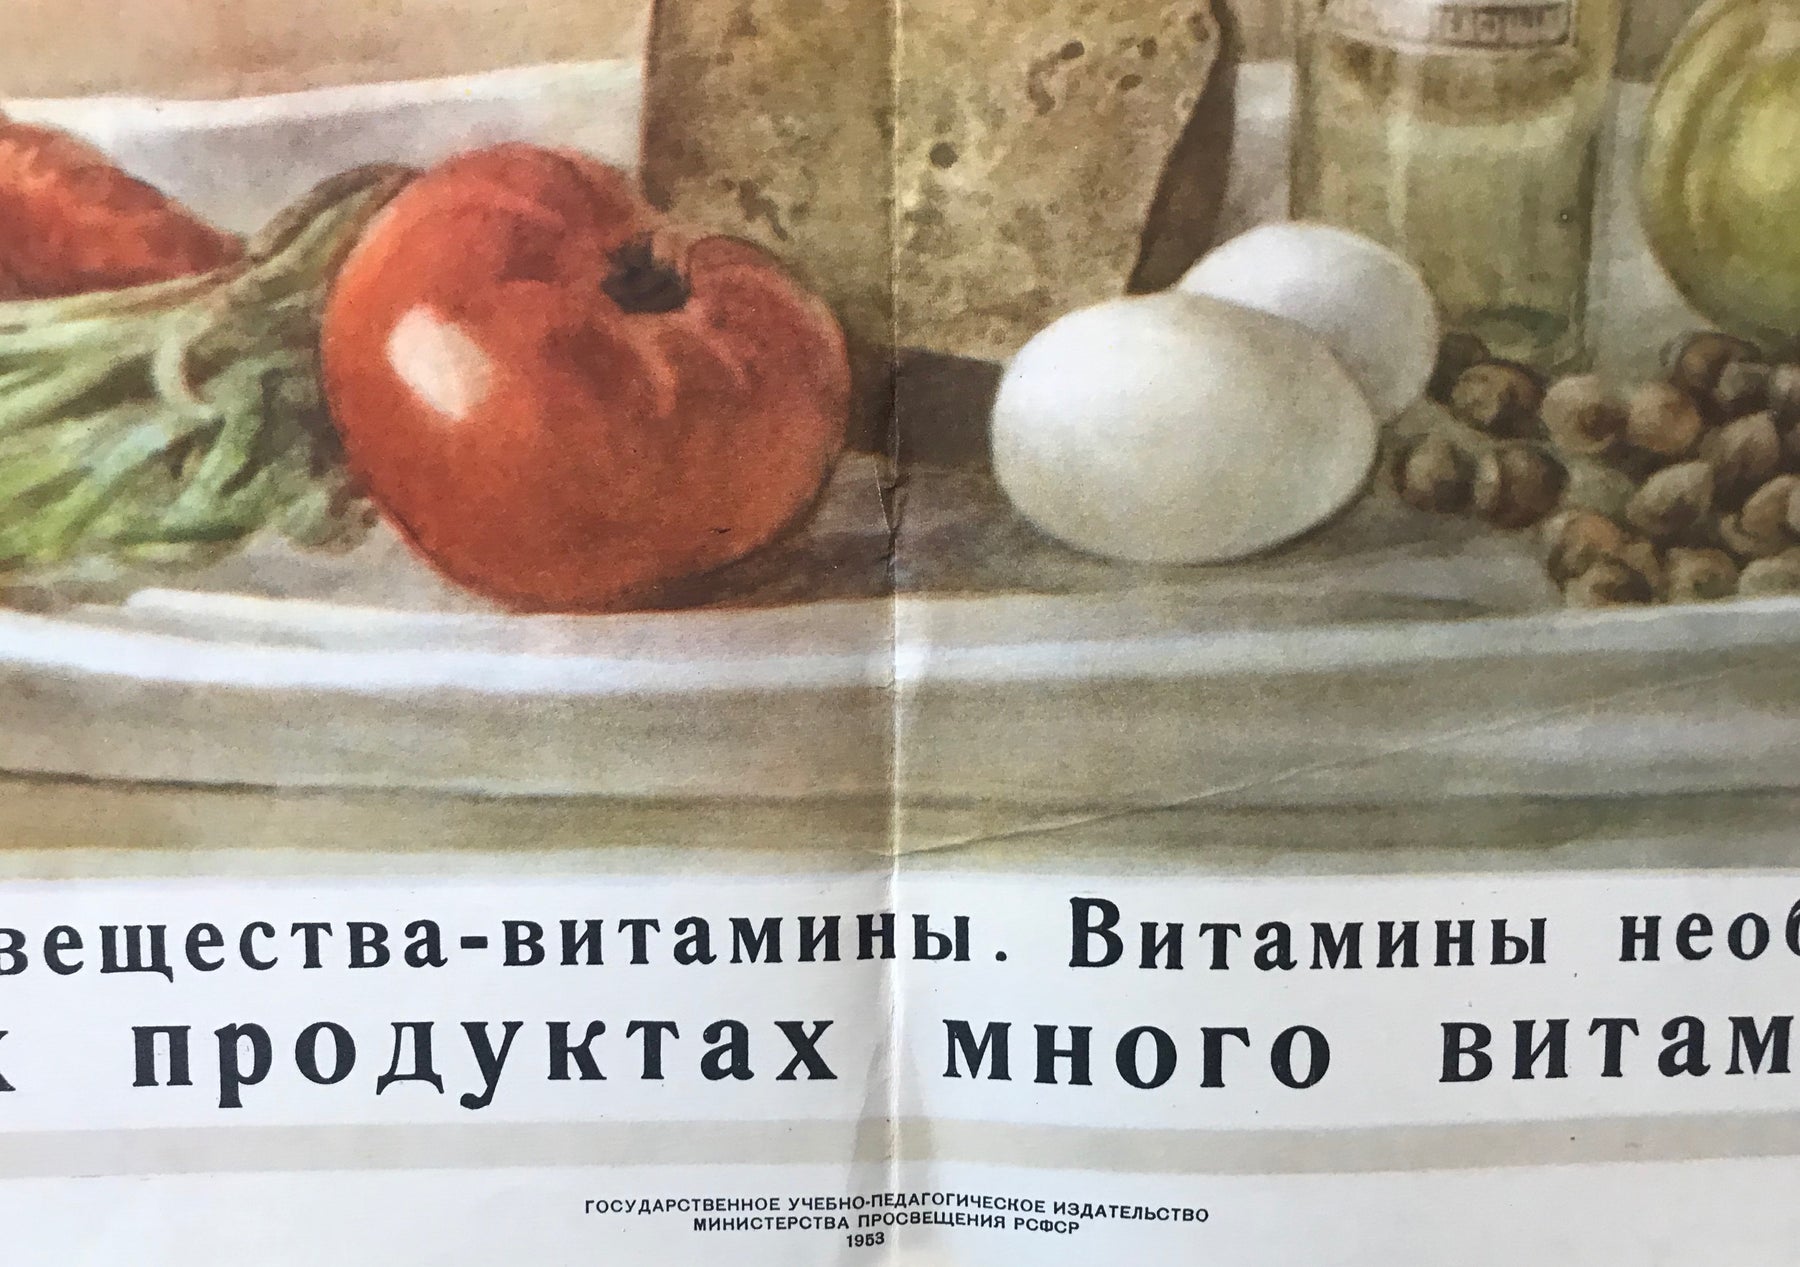 вещества-витамины. Витамины необ
х продуктах много витам
ГОСУДАРСТВЕННОЕ УЧЕБНО-ПЕДАГОГИЧЕСКОЕ ИЗДАТЕЛЬСТВО
МИНИСТЕРСТВА ПРОСВЕЩЕНИЯ РСФСР
1953